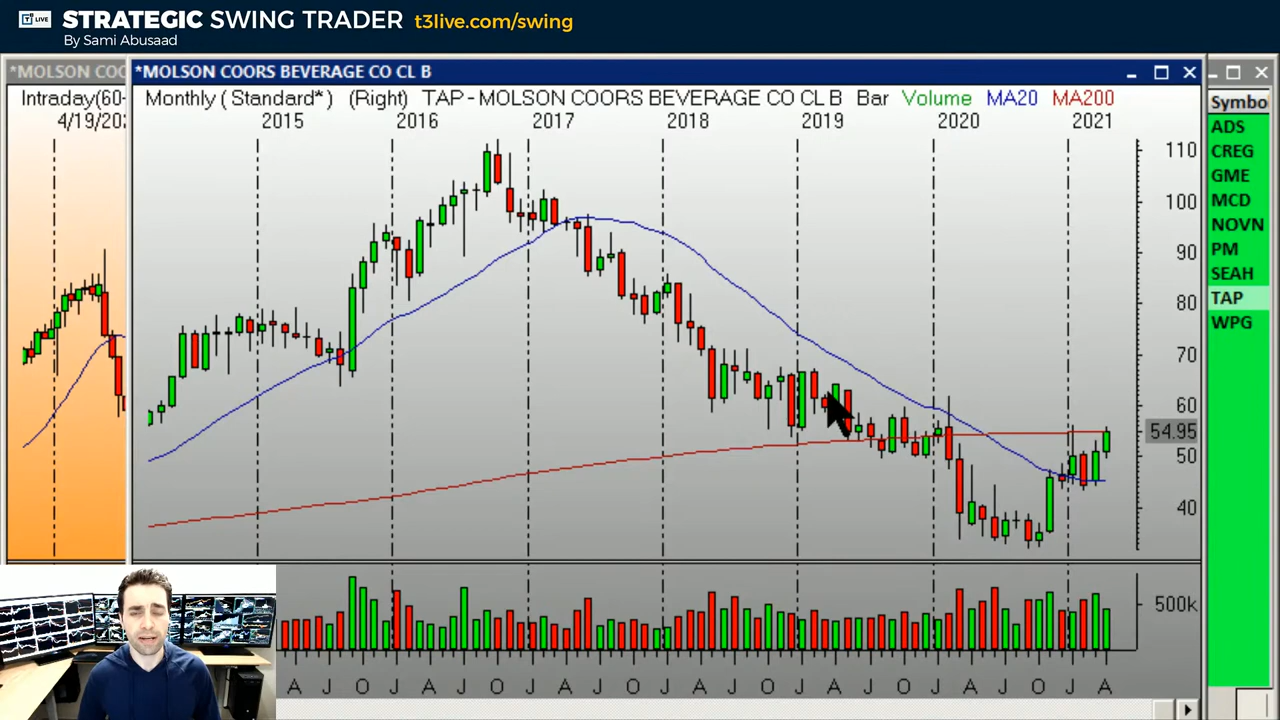 LIVE STRATEGIC SWING TRADER t3live.com/swing
By Sami Abusaad
*MOLSON COO
*MOLSON COORS BEVERAGE CO CL B
Intraday(60-
4/19/202
Monthly ( Standard* ) (Right) TAP - MOLSON COORS BEVERAGE CO CL B Bar Volume MA20 MA200
2015 2016 2017 2018 2019 2020 2021
110
100
90
80
70
60
54.95
50
40
500k
A J O J A J O J A J O J A J O J A J O J A J O J A
Symbo
ADS
CREG
GME
MCD
NOVN
PM
SEAH
TAP
WPG